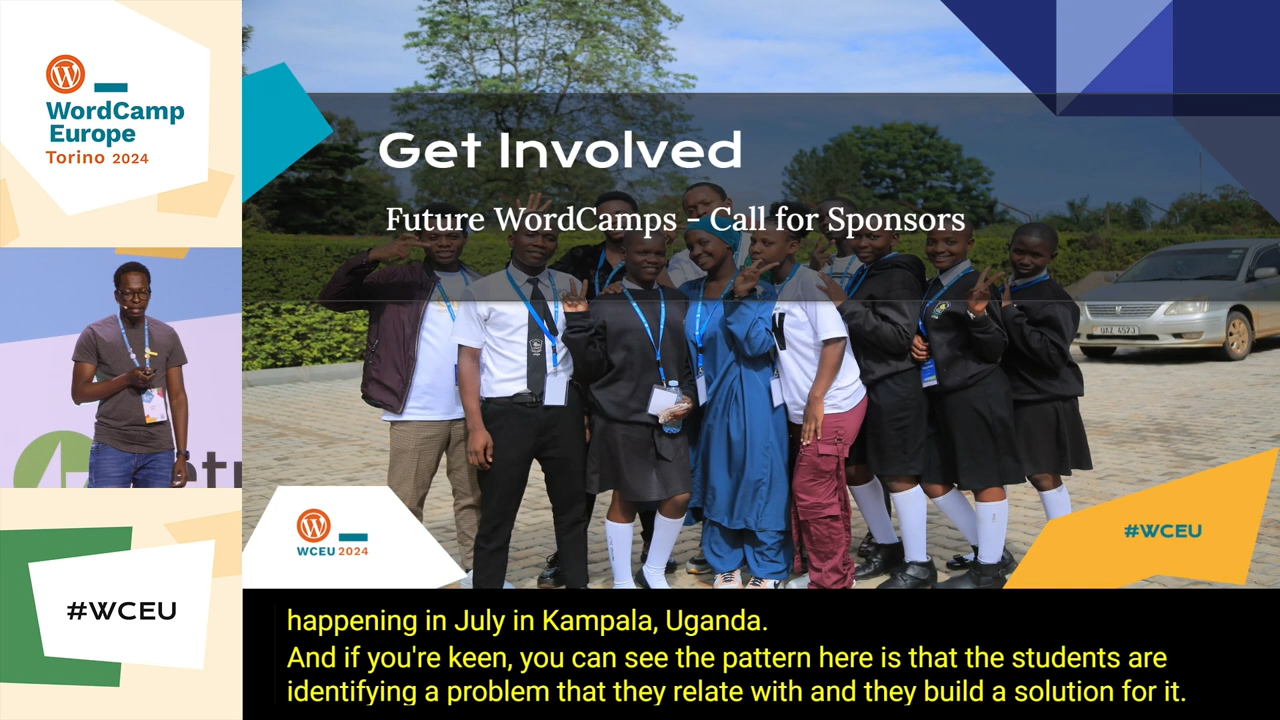 WordCamp
Europe
Torino 2024
Get Involved
Future WordCamps - Call for Sponsors
UAZ 457J
WCEU 2024
#WCEU
#WCEU
happening in July in Kampala, Uganda.
And if you're keen, you can see the pattern here is that the students are
identifying a problem that they relate with and they build a solution for it.